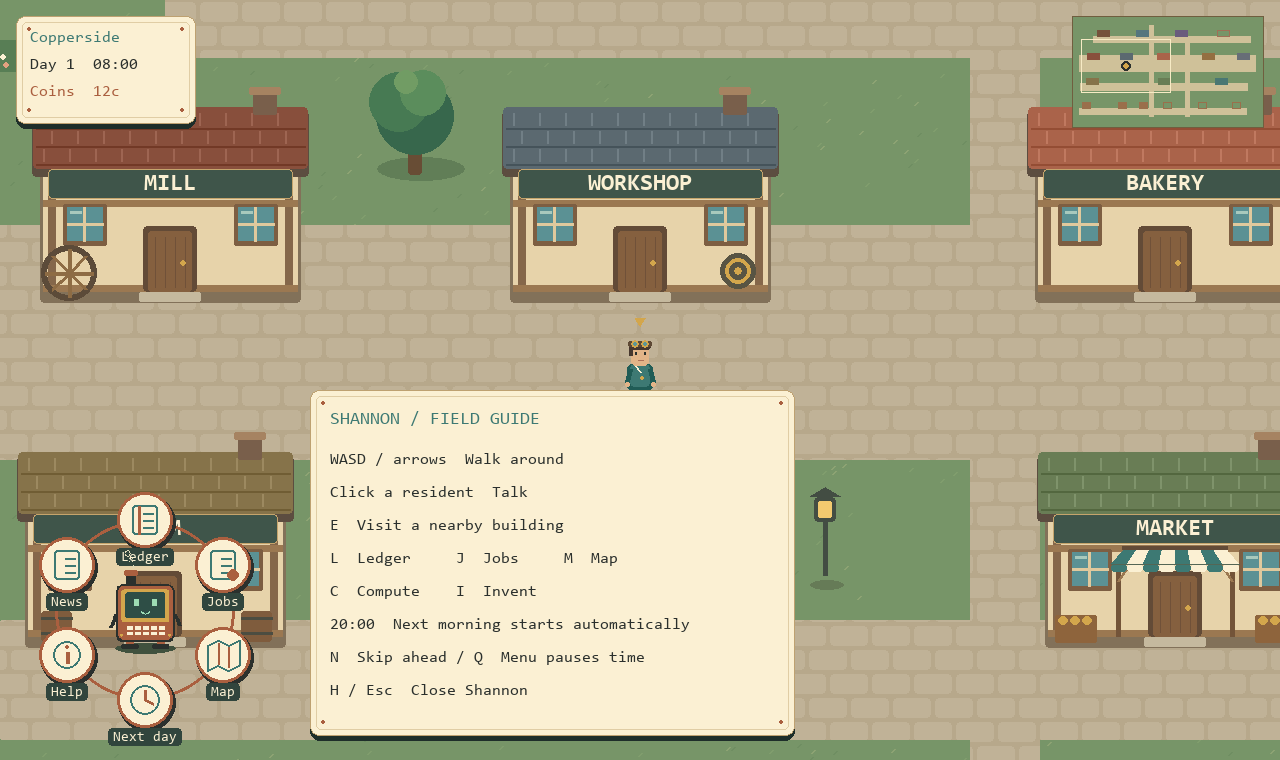 Copperside
Day 1  08:00
Coins  12c
MILL
WORKSHOP
BAKERY
MARKET
SHANNON / FIELD GUIDE
WASD / arrows  Walk around
Click a resident  Talk
E  Visit a nearby building
L  Ledger     J  Jobs     M  Map
C  Compute    I  Invent
20:00  Next morning starts automatically
N  Skip ahead / Q  Menu pauses time
H / Esc  Close Shannon
Ledger
News
Jobs
Help
Map
Next day